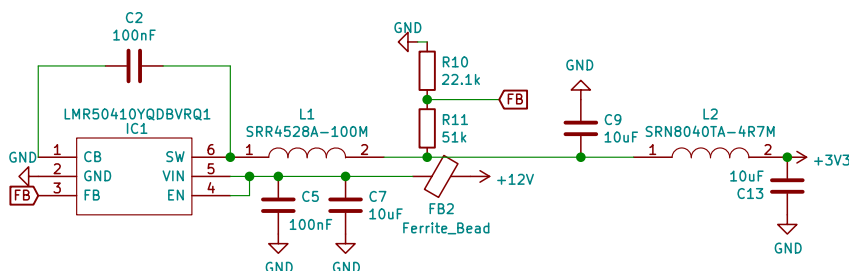 C2
100nF
LMR50410YQDBVRQ1
IC1
GND 1 CB SW 6
2 GND VIN 5
FB 3 FB EN 4
L1
SRR4528A-100M
1 2
GND
R10
22.1k
FB
R11
51k
C5
100nF
GND
C7
10uF
GND
+12V
FB2
Ferrite_Bead
GND
C9
10uF
L2
SRN8040TA-4R7M
1 2
+3V3
10uF
C13
GND